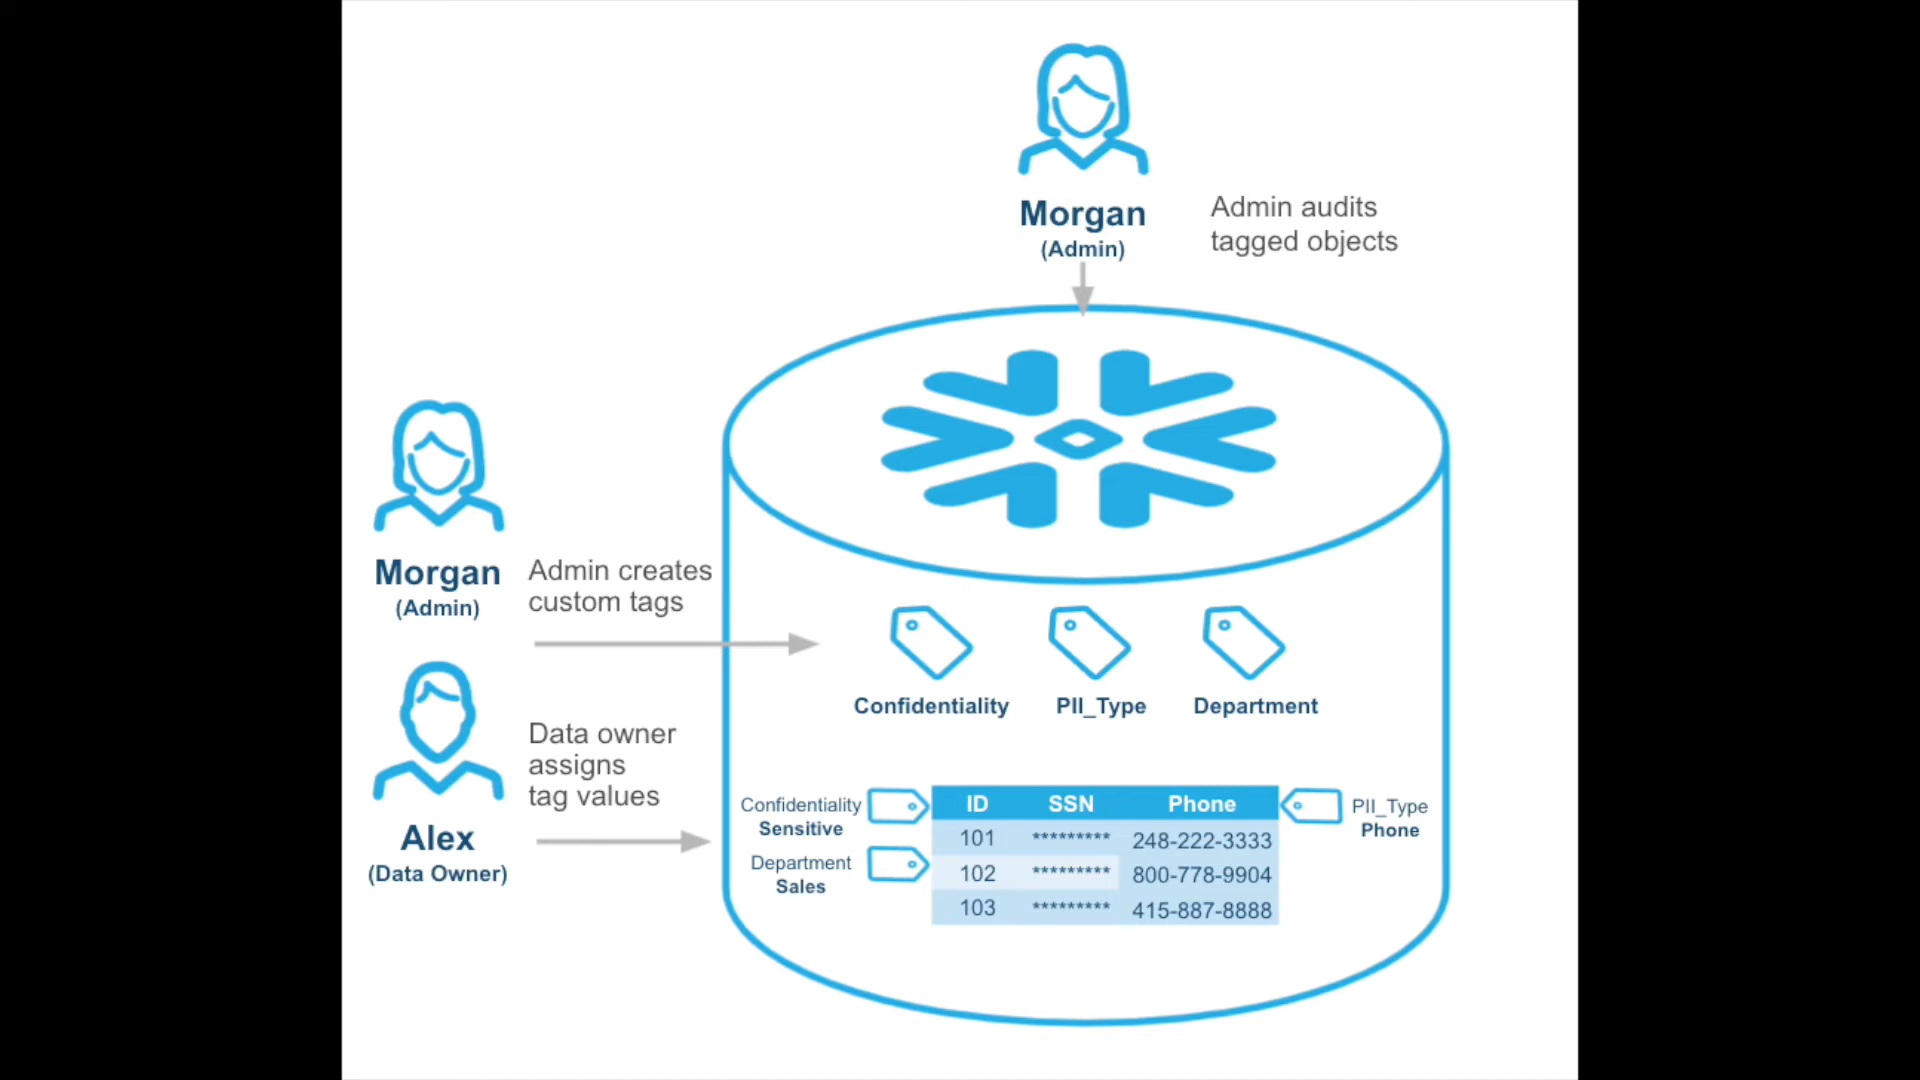 Morgan
(Admin)
Admin audits
tagged objects
Morgan
(Admin)
Admin creates
custom tags
Alex
(Data Owner)
Data owner
assigns
tag values
Confidentiality
PII_Type
Department
Confidentiality
Sensitive
Department
Sales
ID SSN Phone
101 ********* 248-222-3333
102 ********* 800-778-9904
103 ********* 415-887-8888
PII_Type
Phone